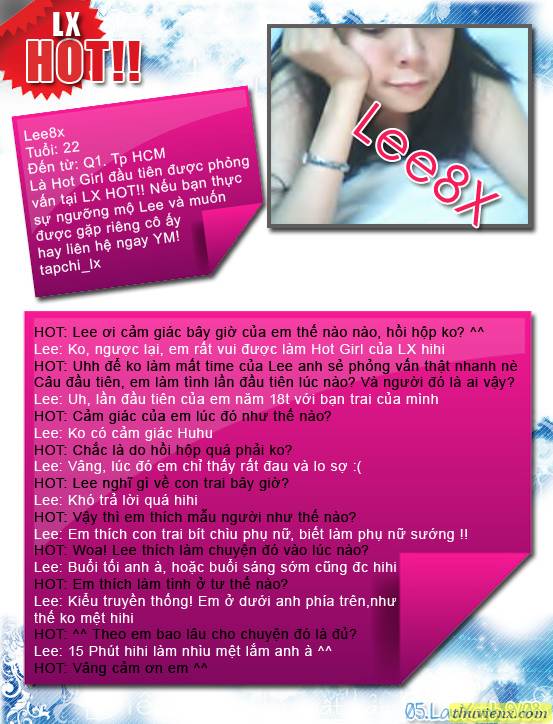 LX
HOT!!
Lee8x
Tuổi: 22
Đến từ: Q1. Tp HCM
Là Hot Girl đầu tiên được phỏng
vấn tại LX HOT!! Nếu bạn thực
sự ngưỡng mộ Lee và muốn
được gặp riêng cô ấy
hay liên hệ ngay YM!
tapchi_lx
Lee8X
HOT: Lee ơi cảm giác bây giờ của em thế nào nào, hồi hộp ko? ^^
Lee: Ko, ngược lại, em rất vui được làm Hot Girl của LX hihi
HOT: Uhh để ko làm mất time của Lee anh sẻ phỏng vấn thật nhanh nè
Câu đầu tiên, em làm tình lần đầu tiên lúc nào? Và người đó là ai vậy?
Lee: Uh, lần đầu tiên của em năm 18t với bạn trai của mình
HOT: Cảm giác của em lúc đó như thế nào?
Lee: Ko có cảm giác Huhu
HOT: Chắc là do hồi hộp quá phải ko?
Lee: Vâng, lúc đó em chỉ thấy rất đau và lo sợ :(
HOT: Lee nghĩ gì về con trai bây giờ?
Lee: Khó trả lời quá hihi
HOT: Vậy thì em thích mẫu người như thế nào?
Lee: Em thích con trai bít chìu phụ nữ, biết làm phụ nữ sướng !!
HOT: Woa! Lee thích làm chuyện đó vào lúc nào?
Lee: Buổi tối anh à, hoặc buổi sáng sớm cũng đc hihi
HOT: Em thích làm tình ở tư thế nào?
Lee: Kiểu truyền thống! Em ở dưới anh phía trên,như
thế ko mệt hihi
HOT: ^^ Theo em bao lâu cho chuyện đó là đủ?
Lee: 15 Phút hihi làm nhìu mệt lắm anh à ^^
HOT: Vâng cảm ơn em ^^
05.La
thuvienx.com